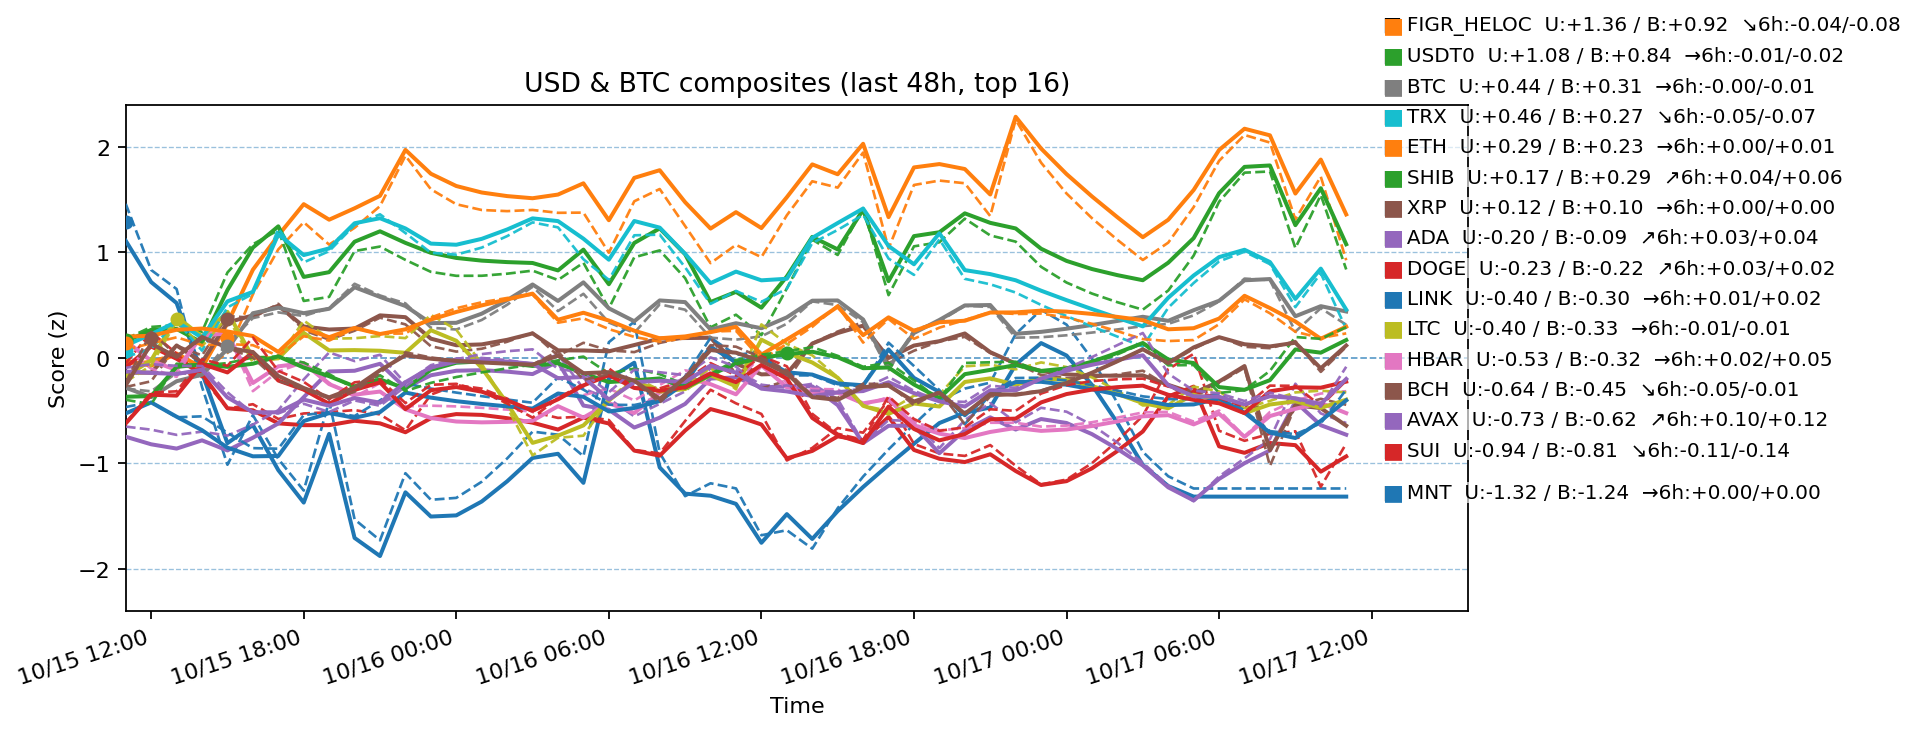 USD & BTC composites (last 48h, top 16)
FIGR_HELOC  U:+1.36 / B:+0.92  ↘6h:-0.04/-0.08
USDT0  U:+1.08 / B:+0.84  →6h:-0.01/-0.02
BTC  U:+0.44 / B:+0.31  →6h:-0.00/-0.01
TRX  U:+0.46 / B:+0.27  ↘6h:-0.05/-0.07
ETH  U:+0.29 / B:+0.23  →6h:+0.00/+0.01
SHIB  U:+0.17 / B:+0.29  ↗6h:+0.04/+0.06
XRP  U:+0.12 / B:+0.10  →6h:+0.00/+0.00
ADA  U:-0.20 / B:-0.09  ↗6h:+0.03/+0.04
DOGE  U:-0.23 / B:-0.22  ↗6h:+0.03/+0.02
LINK  U:-0.40 / B:-0.30  →6h:+0.01/+0.02
LTC  U:-0.40 / B:-0.33  →6h:-0.01/-0.01
HBAR  U:-0.53 / B:-0.32  →6h:+0.02/+0.05
BCH  U:-0.64 / B:-0.45  ↘6h:-0.05/-0.01
AVAX  U:-0.73 / B:-0.62  ↗6h:+0.10/+0.12
SUI  U:-0.94 / B:-0.81  ↘6h:-0.11/-0.14
MNT  U:-1.32 / B:-1.24  →6h:+0.00/+0.00
Score (z)
2
1
0
−1
−2
10/15 12:00
10/15 18:00
10/16 00:00
10/16 06:00
10/16 12:00
10/16 18:00
10/17 00:00
10/17 06:00
10/17 12:00
Time